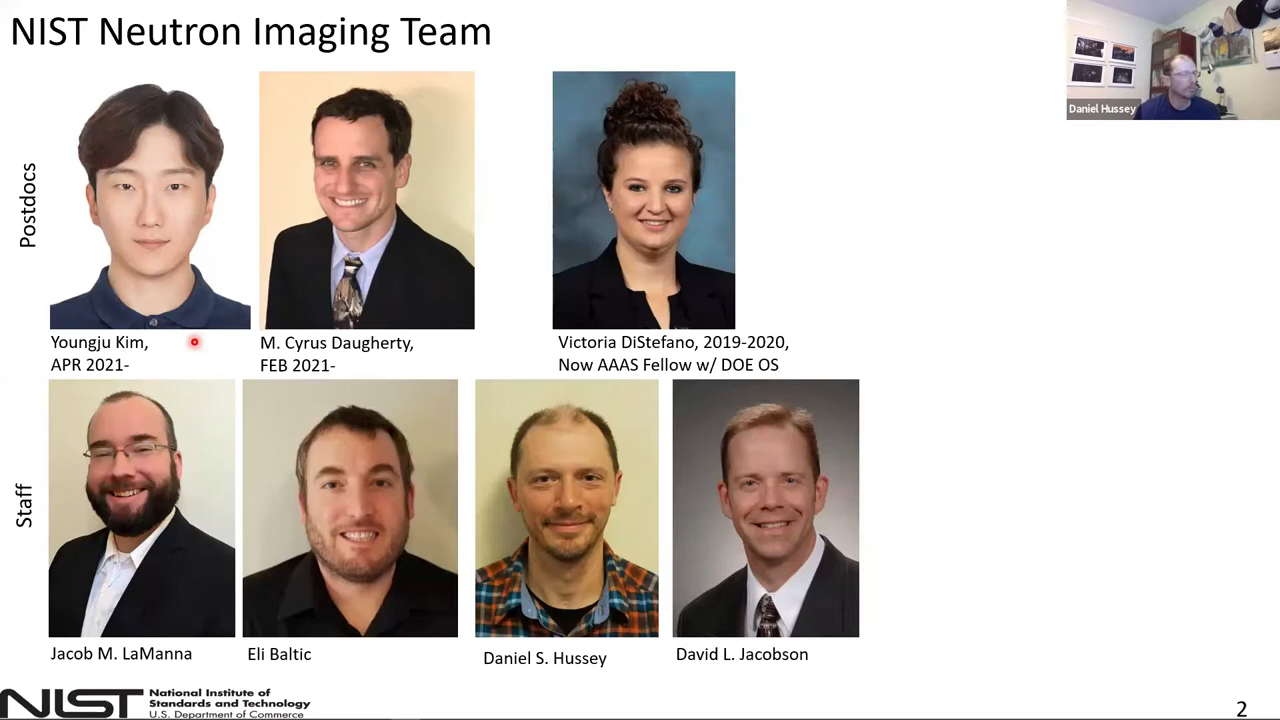 NIST Neutron Imaging Team
Daniel Hussey
Postdocs
Youngju Kim,
APR 2021-
M. Cyrus Daugherty,
FEB 2021-
Victoria DiStefano, 2019-2020,
Now AAAS Fellow w/ DOE OS
Staff
Jacob M. LaManna
Eli Baltic
Daniel S. Hussey
David L. Jacobson
NIST
National Institute of
Standards and Technology
U.S. Department of Commerce
2